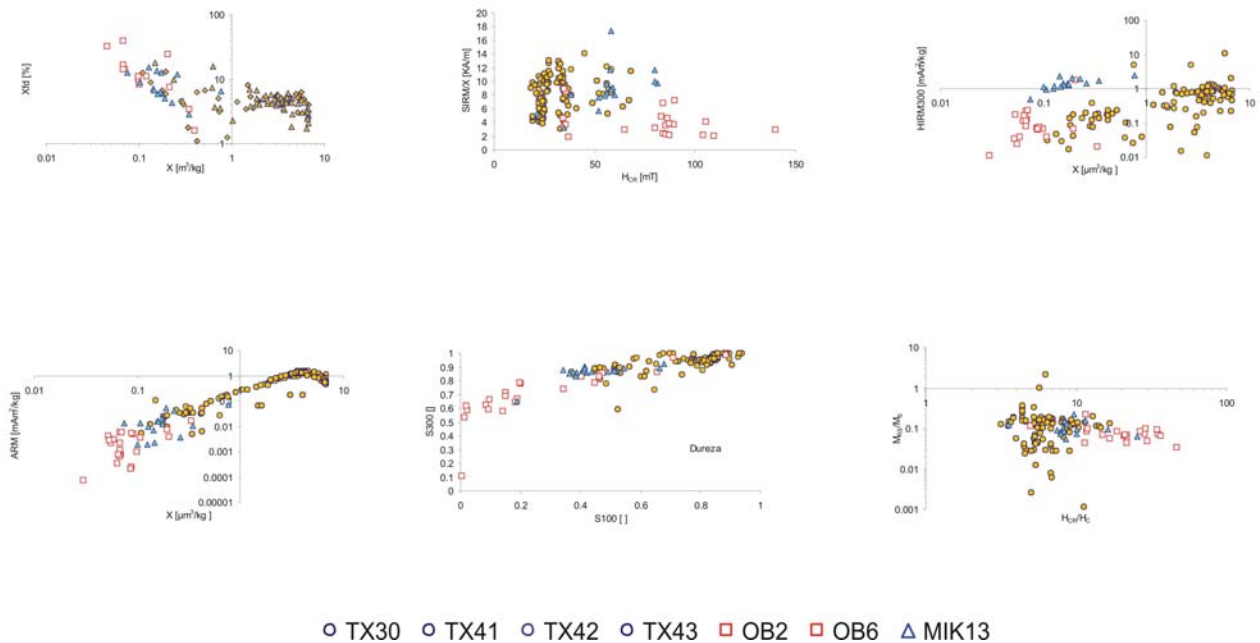 100
10
1
Xfd [%]
0.01 0.1 1 10
X [m³/kg]
20
18
16
14
12
10
8
6
4
2
0
SIRM/X [KA/m]
0 50 100 150
H_CR [mT]
100
10
1
0.1
0.01
HIRM300 [mAm²/kg]
0.01 0.1 1 10
X [µm³/kg]
10
1
0.1
0.01
0.001
0.0001
0.00001
ARM [mAm²/kg]
0.01 0.1 10
X [µm³/kg ]
1
0.9
0.8
0.7
0.6
0.5
0.4
0.3
0.2
0.1
0
S300 []
Dureza
0 0.2 0.4 0.6 0.8 1
S100 [ ]
10
1
0.1
0.01
0.001
M_RS/M_S
1 10 100
H_CR/H_C
TX30 TX41 TX42 TX43 OB2 OB6 MIK13